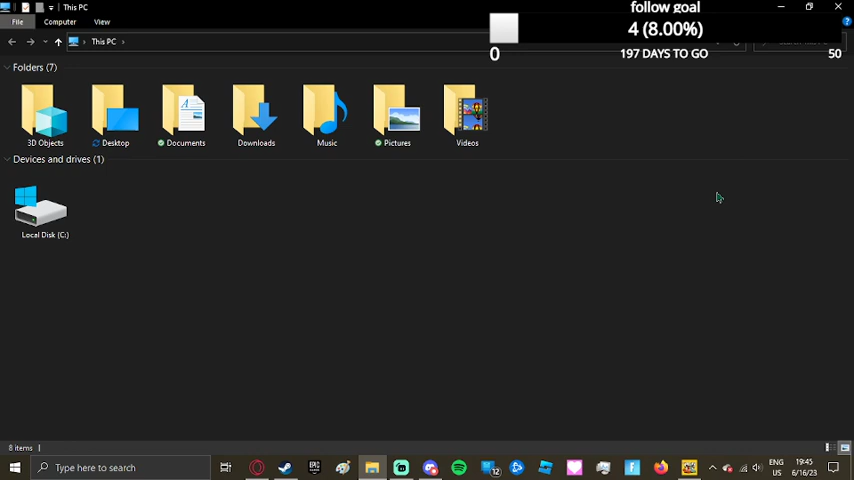 This PC
follow goal
File Computer View
4 (8.00%)
This PC
0 197 DAYS TO GO 50
Folders (7)
3D Objects Desktop Documents Downloads Music Pictures Videos
Devices and drives (1)
Local Disk (C:)
8 items
Type here to search
EPIC
12
ENG
US
19:45
6/16/23